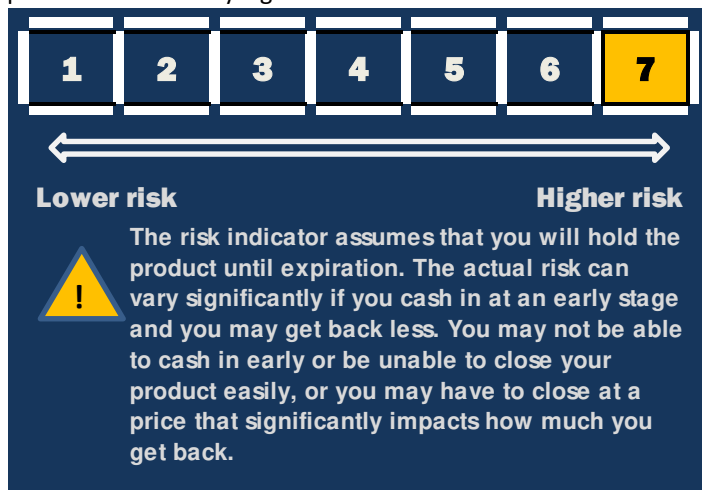 1 2 3 4 5 6 7
Lower risk Higher risk
The risk indicator assumes that you will hold the
product until expiration. The actual risk can
! vary significantly if you cash in at an early stage
and you may get back less. You may not be able
to cash in early or be unable to close your
product easily, or you may have to close at a
price that significantly impacts how much you
get back.